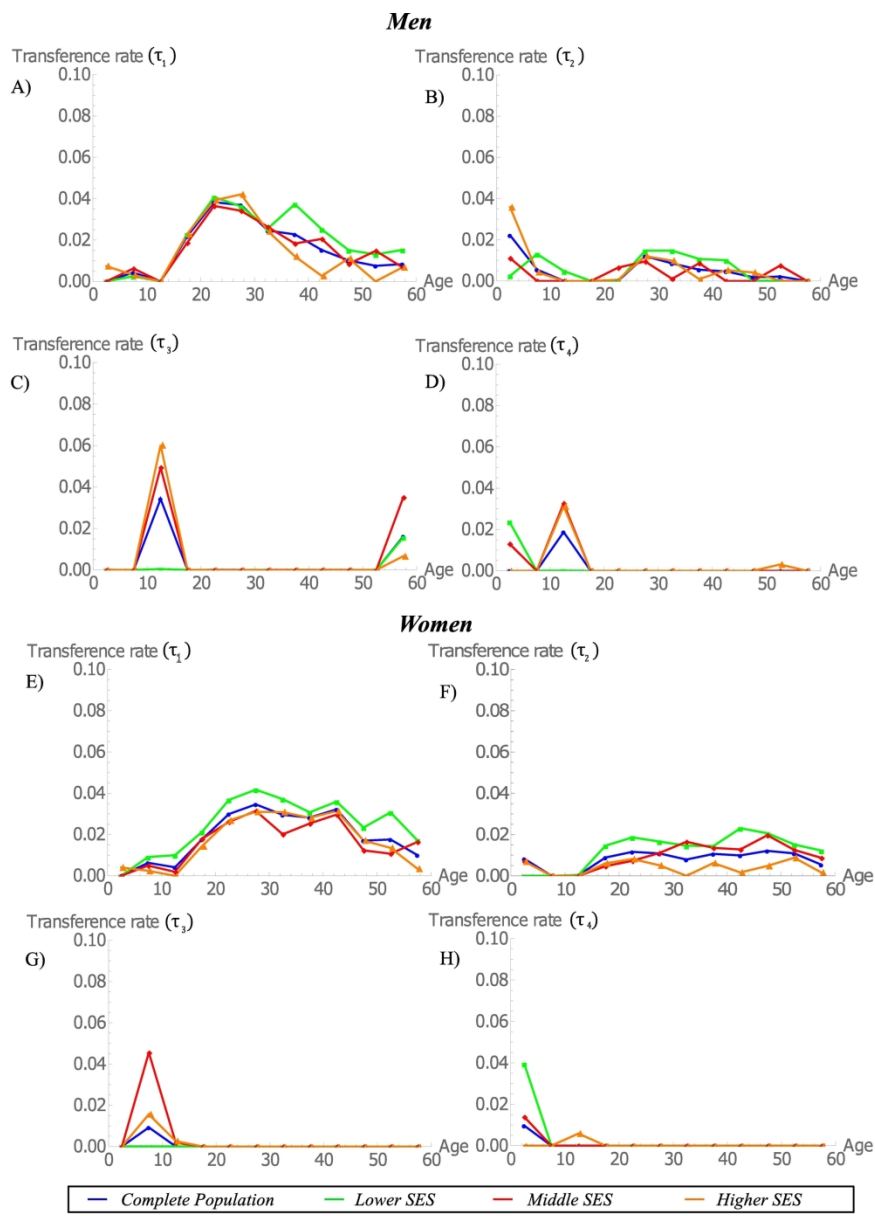 Men
Transference rate (τ1)
A)
0.10
0.08
0.06
0.04
0.02
0.00
0 10 20 30 40 50 60
Age
Transference rate (τ2)
B)
0.10
0.08
0.06
0.04
0.02
0.00
0 10 20 30 40 50 60
Age
Transference rate (τ3)
C)
0.10
0.08
0.06
0.04
0.02
0.00
0 10 20 30 40 50 60
Age
Transference rate (τ4)
D)
0.10
0.08
0.06
0.04
0.02
0.00
0 10 20 30 40 50 60
Age
Women
Transference rate (τ1)
E)
0.10
0.08
0.06
0.04
0.02
0.00
0 10 20 30 40 50 60
Age
Transference rate (τ2)
F)
0.10
0.08
0.06
0.04
0.02
0.00
0 10 20 30 40 50 60
Age
Transference rate (τ3)
G)
0.10
0.08
0.06
0.04
0.02
0.00
0 10 20 30 40 50 60
Age
Transference rate (τ4)
H)
0.10
0.08
0.06
0.04
0.02
0.00
0 10 20 30 40 50 60
Age
Complete Population Lower SES Middle SES Higher SES